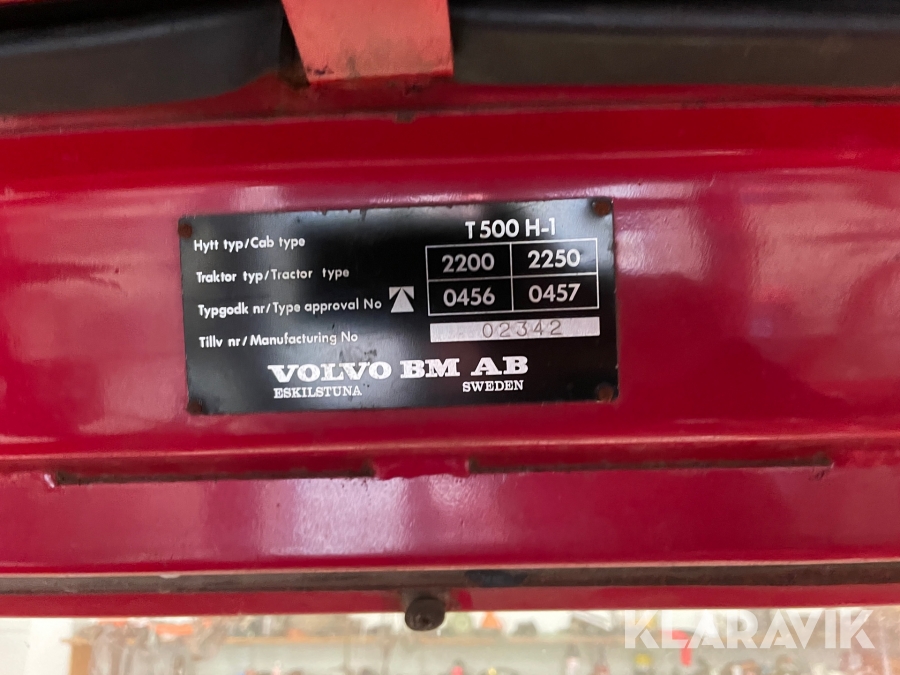 Hytt typ/Cab type T 500 H-1
Traktor typ/Tractor type 2200 2250
Typgodk nr/Type approval No 0456 0457
Tillv nr/Manufacturing No 02342
VOLVO BM AB
ESKILSTUNA SWEDEN
KLARAVIK